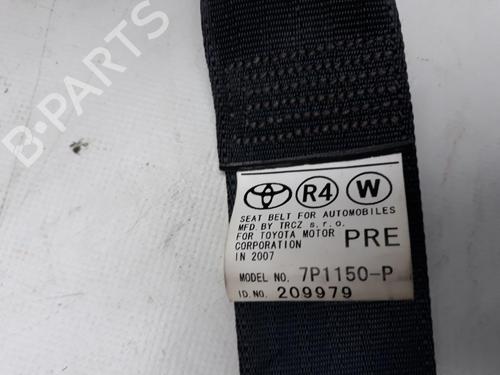 B-PARTS
R4 W
SEAT BELT FOR AUTOMOBILES
MFD BY TRCZ s.r.o.
FOR TOYOTA MOTOR
CORPORATION PRE
IN 2007
MODEL NO. 7P1150-P
ID.NO. 209979